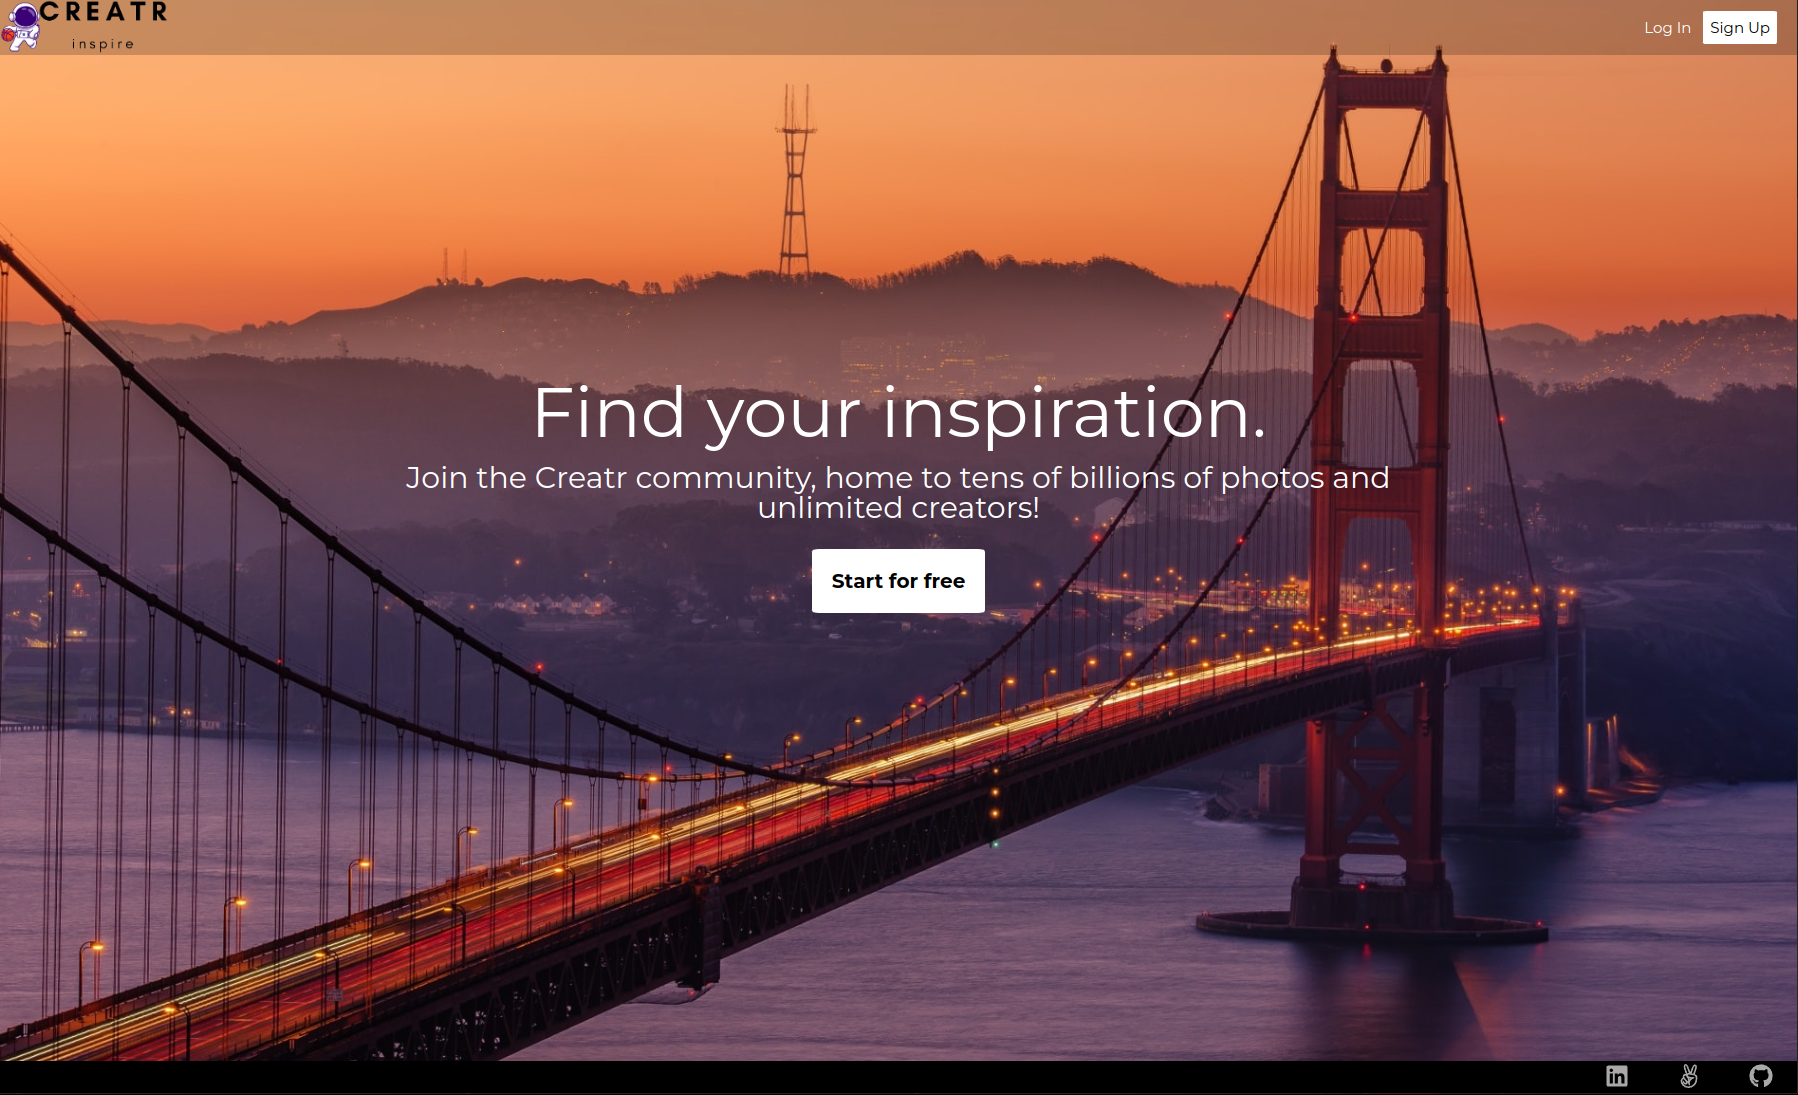 CREATR
inspire
Log In
Sign Up
Find your inspiration.
Join the Creatr community, home to tens of billions of photos and
unlimited creators!
Start for free
in